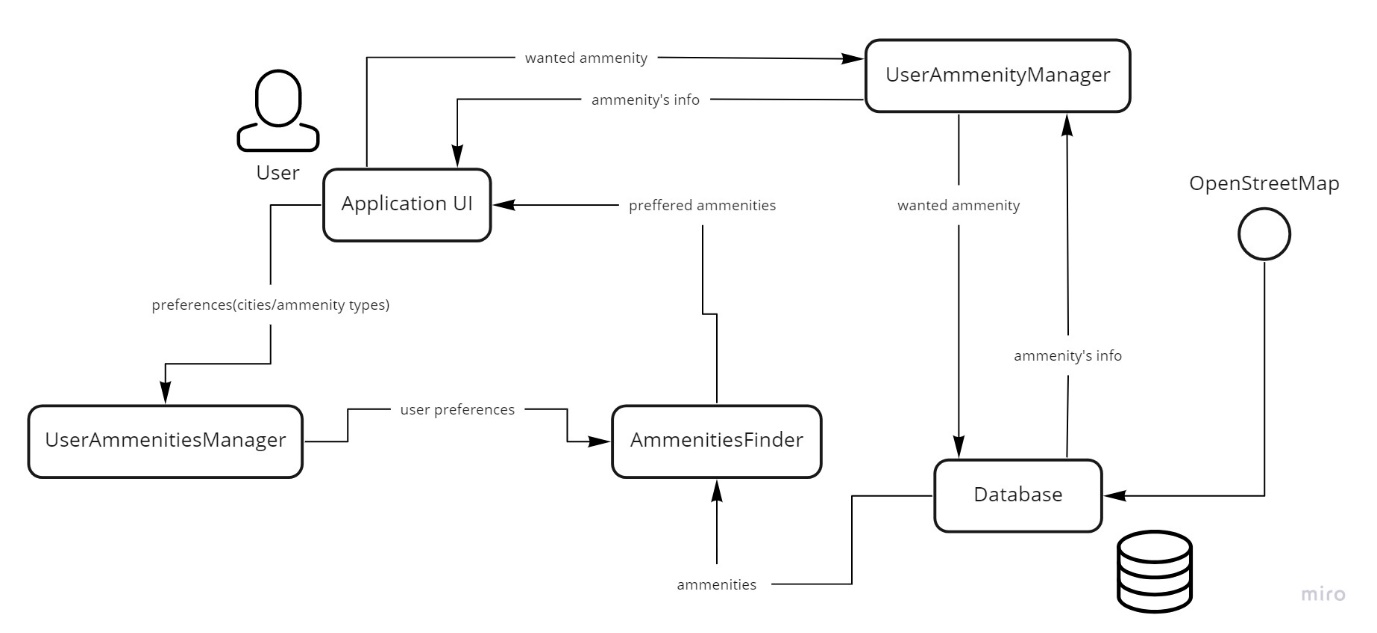 wanted ammenity
UserAmmenityManager
ammenity's info
User
OpenStreetMap
Application UI
preffered ammenities
wanted ammenity
preferences(cities/ammenity types)
ammenity's info
user preferences
UserAmmenitiesManager
AmmenitiesFinder
Database
ammenities
miro